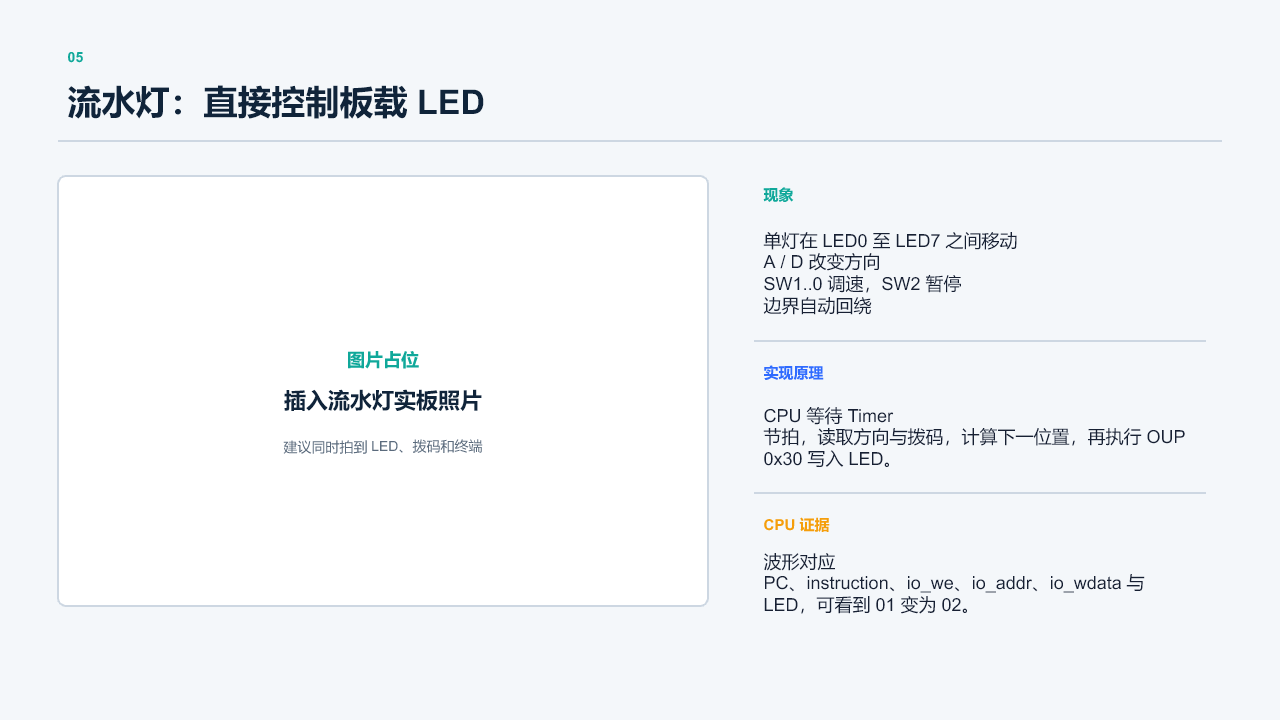 05
流水灯：直接控制板载 LED
图片占位
插入流水灯实板照片
建议同时拍到 LED、拨码和终端
现象
单灯在 LED0 至 LED7 之间移动
A / D 改变方向
SW1..0 调速，SW2 暂停
边界自动回绕
实现原理
CPU 等待 Timer
节拍，读取方向与拨码，计算下一位置，再执行 OUP
0x30 写入 LED。
CPU 证据
波形对应
PC、instruction、io_we、io_addr、io_wdata 与
LED，可看到 01 变为 02。